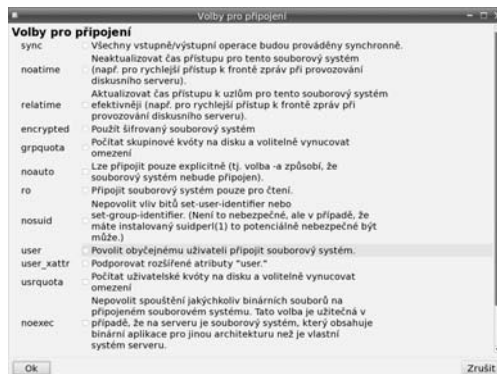 Volby pro připojení
Volby pro připojení
sync Všechny vstupně/výstupní operace budou prováděny synchronně.
Neaktualizovat čas přístupu pro tento souborový systém
noatime (např. pro rychlejší přístup k frontě zpráv při provozování
diskusního serveru).
Aktualizovat čas přístupu k uzlům pro tento souborový systém
relatime efektivněji (např. pro rychlejší přístup k frontě zpráv při
provozování diskusního serveru).
encrypted Použít šifrovaný souborový systém
grpquota Počítat skupinové kvóty na disku a volitelně vynucovat
omezení
noauto Lze připojit pouze explicitně (tj. volba -a způsobí, že
souborový systém nebude připojen).
ro Připojit souborový systém pouze pro čtení.
Nepovolit vliv bitů set-user-identifier nebo
nosuid set-group-identifier. (Není to nebezpečné, ale v případě, že
máte instalovaný suidperl(1) to potenciálně nebezpečné být
může.)
user Povolit obyčejnému uživateli připojit souborový systém.
user_xattr Podporovat rozšířené atributy "user."
usrquota Počítat uživatelské kvóty na disku a volitelně vynucovat
omezení
Nepovolit spouštění jakýchkoliv binárních souborů na
připojeném souborovém systému. Tato volba je užitečná v
noexec případě, že na serveru je souborový systém, který obsahuje
binární aplikace pro jinou architekturu než je vlastní
systém serveru.
Ok Zrušit